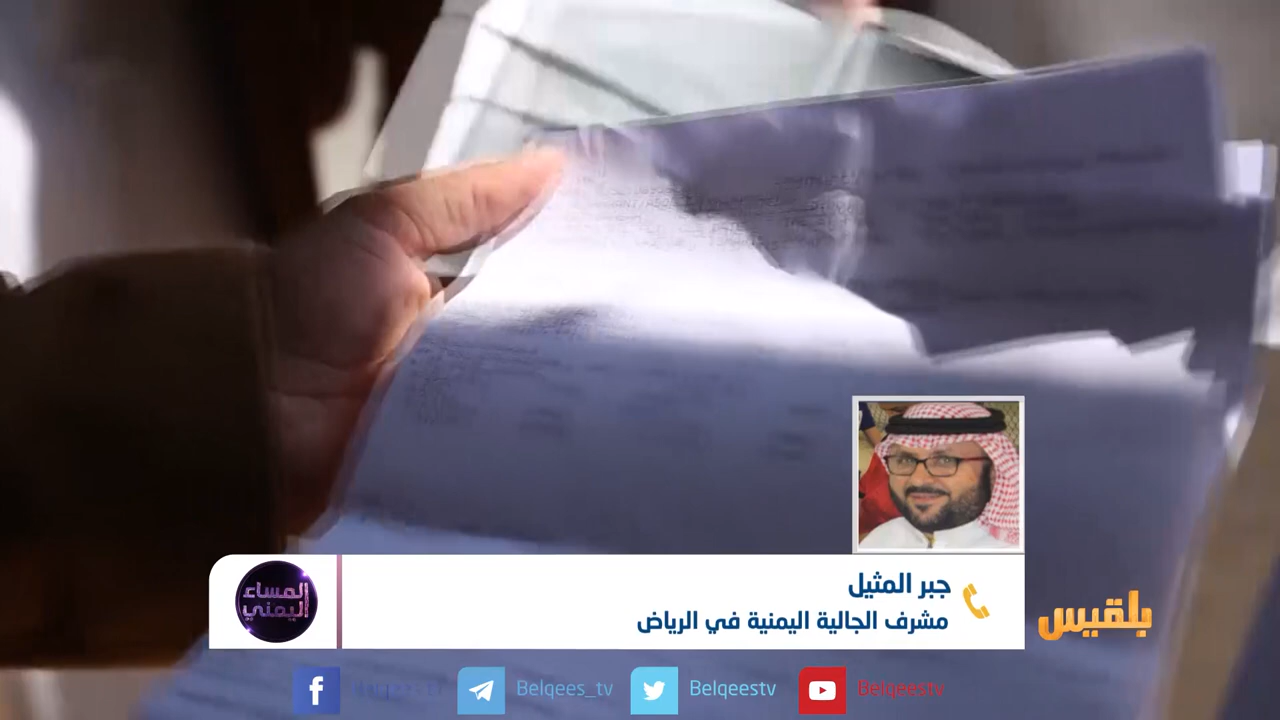 جبر المثيل
مشرف الجالية اليمنية في الرياض
المساء
اليمني
بلقيس
Belqees_tv
Belqeestv
Belqeestv